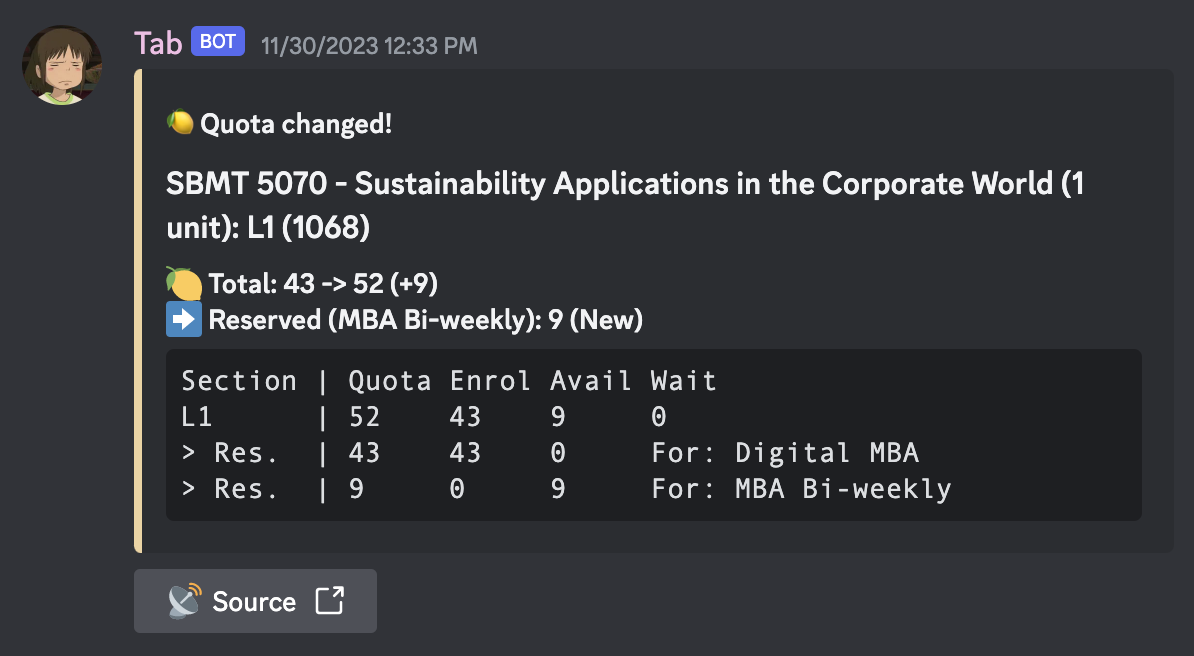 Tab BOT 11/30/2023 12:33 PM
🍋 Quota changed!
SBMT 5070 - Sustainability Applications in the Corporate World (1
unit): L1 (1068)
🍋 Total: 43 -> 52 (+9)
➡️ Reserved (MBA Bi-weekly): 9 (New)
Section | Quota Enrol Avail Wait
L1      | 52    43    9     0
> Res.  | 43    43    0     For: Digital MBA
> Res.  | 9     0     9     For: MBA Bi-weekly
📡 Source